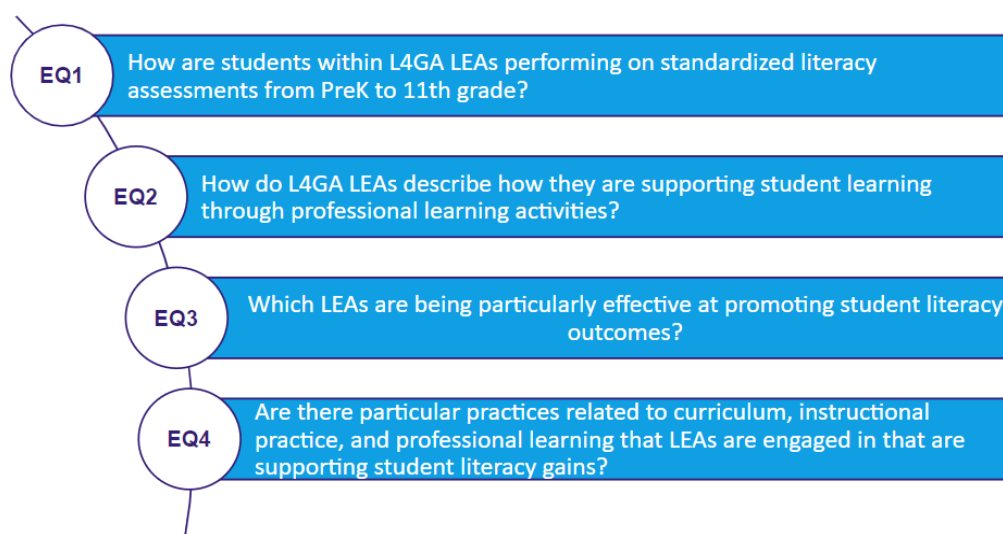 EQ1
How are students within L4GA LEAs performing on standardized literacy
assessments from PreK to 11th grade?
EQ2
How do L4GA LEAs describe how they are supporting student learning
through professional learning activities?
EQ3
Which LEAs are being particularly effective at promoting student literacy
outcomes?
EQ4
Are there particular practices related to curriculum, instructional
practice, and professional learning that LEAs are engaged in that are
supporting student literacy gains?